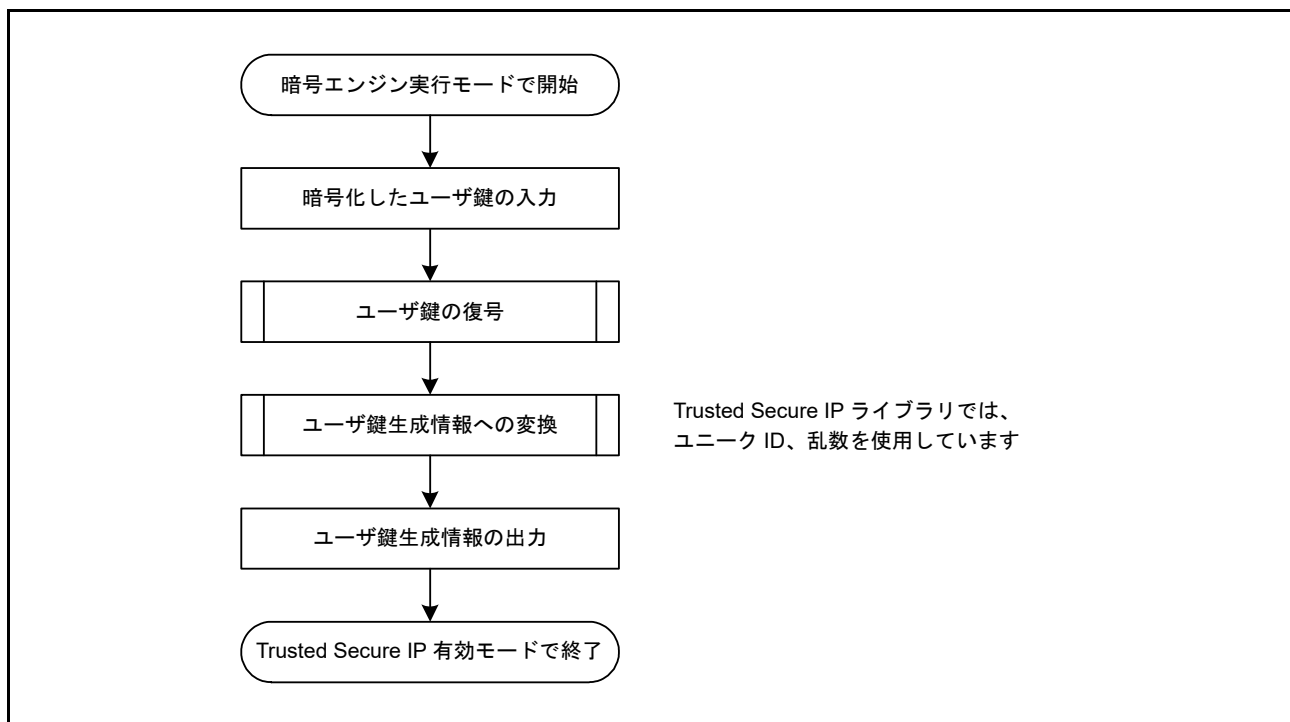 暗号エンジン実行モードで開始
暗号化したユーザ鍵の入力
ユーザ鍵の復号
ユーザ鍵生成情報への変換
Trusted Secure IP ライブラリでは、
ユニーク ID、乱数を使用しています
ユーザ鍵生成情報の出力
Trusted Secure IP 有効モードで終了